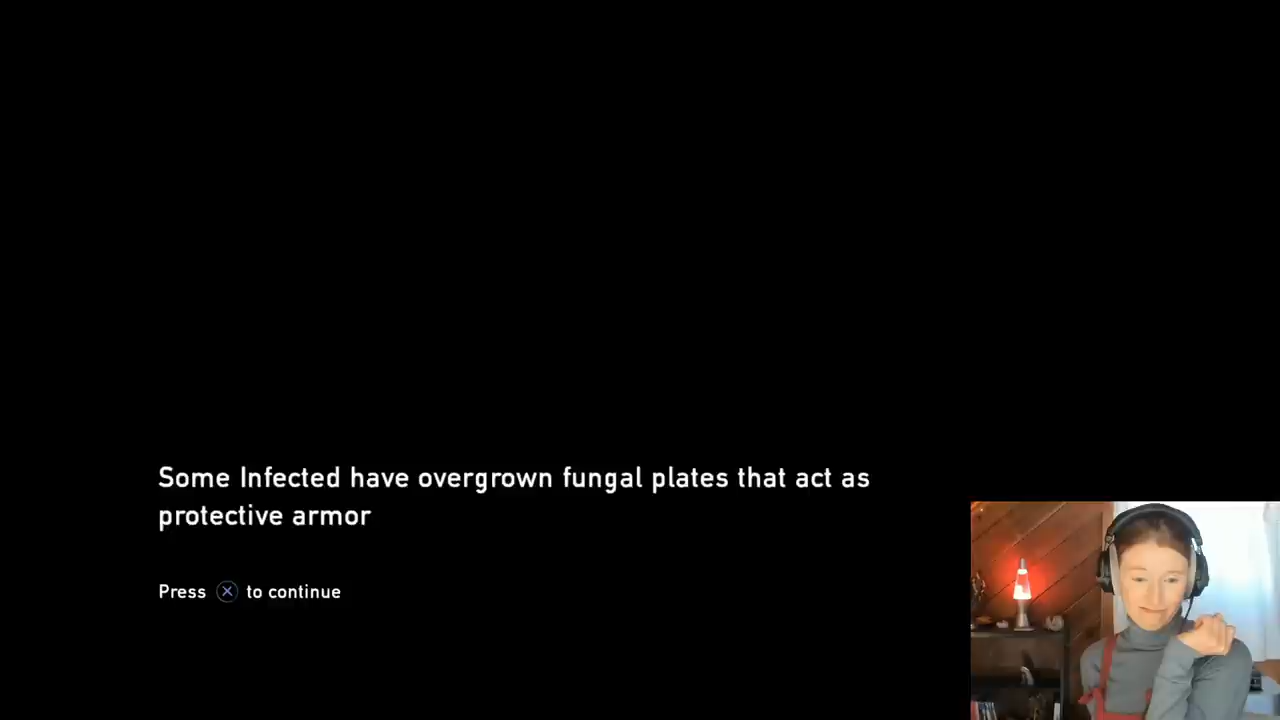 Some Infected have overgrown fungal plates that act as
protective armor
Press ⓧ to continue